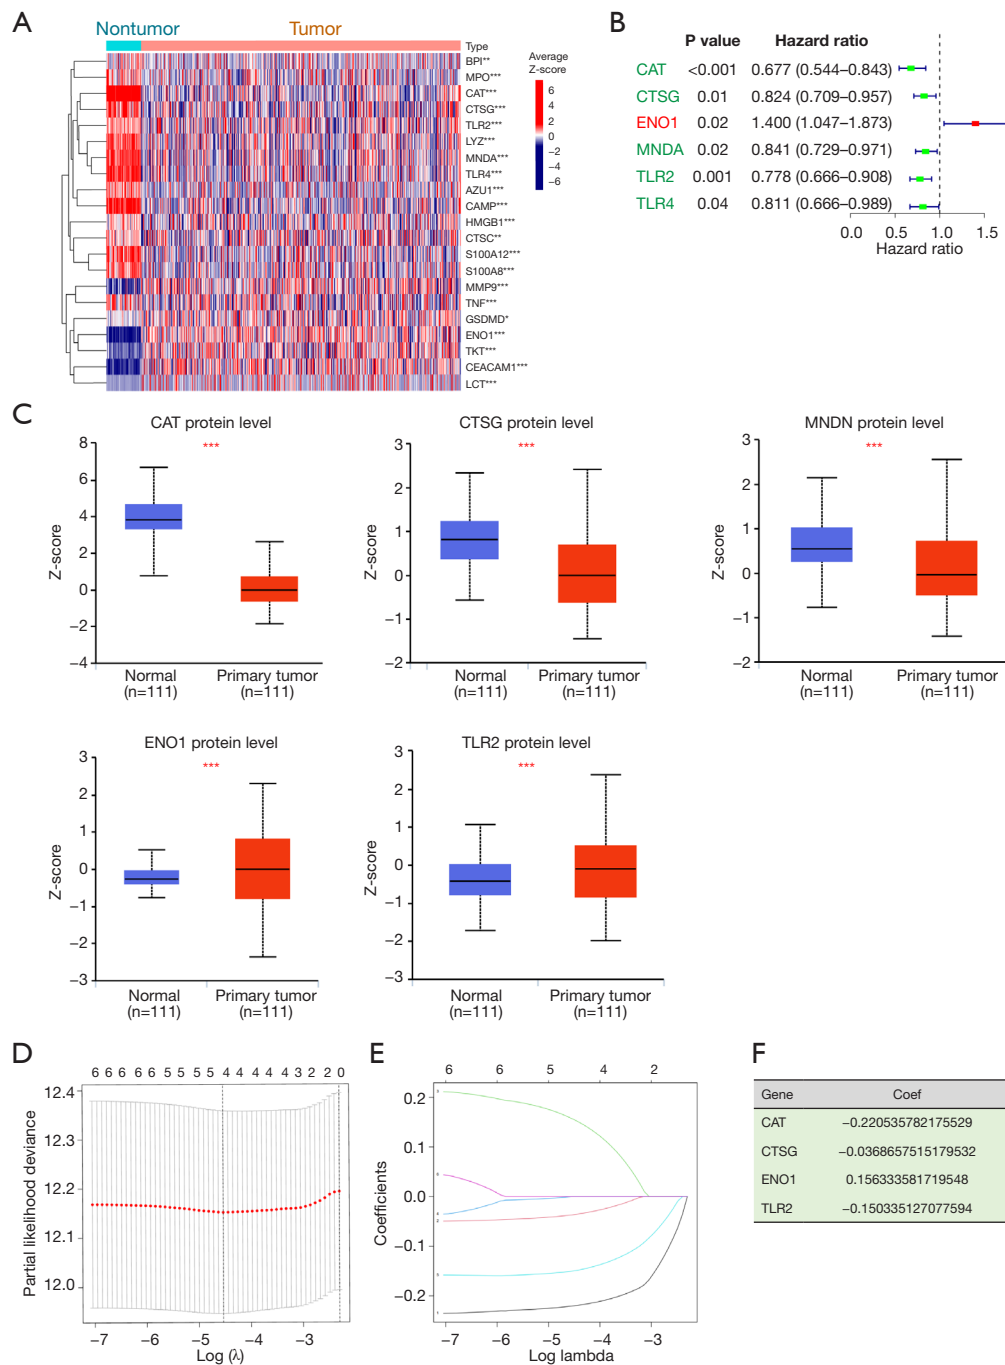 A
Nontumor Tumor
Type
BPI**
MPO***
CAT***
CTSG***
TLR2***
LYZ***
MNDA***
TLR4***
AZU1***
CAMP***
HMGB1***
CTSC**
S100A12***
S100A8***
MMP9***
TNF***
GSDMD*
ENO1***
TKT***
CEACAM1***
LCT***
Average
Z-score
6
4
2
0
−2
−4
−6
B
P value Hazard ratio
CAT <0.001 0.677 (0.544–0.843)
CTSG 0.01 0.824 (0.709–0.957)
ENO1 0.02 1.400 (1.047–1.873)
MNDA 0.02 0.841 (0.729–0.971)
TLR2 0.001 0.778 (0.666–0.908)
TLR4 0.04 0.811 (0.666–0.989)
0.0 0.5 1.0 1.5
Hazard ratio
C
CAT protein level
***
Z-score
8
6
4
2
0
−2
−4
Normal Primary tumor
(n=111) (n=111)
CTSG protein level
***
Z-score
3
2
1
0
−1
−2
Normal Primary tumor
(n=111) (n=111)
MNDN protein level
***
Z-score
3
2
1
0
−1
−2
Normal Primary tumor
(n=111) (n=111)
ENO1 protein level
***
Z-score
3
2
1
0
−1
−2
−3
Normal Primary tumor
(n=111) (n=111)
TLR2 protein level
***
Z-score
3
2
1
0
−1
−2
−3
Normal Primary tumor
(n=111) (n=111)
D
6 6 6 6 6 5 5 5 5 4 4 4 4 3 2 2 0
Partial likelihood deviance
12.4
12.3
12.2
12.1
12.0
−7 −6 −5 −4 −3
Log (λ)
E
6 6 5 4 2
Coefficients
0.2
0.1
0.0
−0.1
−0.2
−7 −6 −5 −4 −3
Log lambda
F
Gene Coef
CAT −0.220535782175529
CTSG −0.0368657515179532
ENO1 0.156333581719548
TLR2 −0.150335127077594